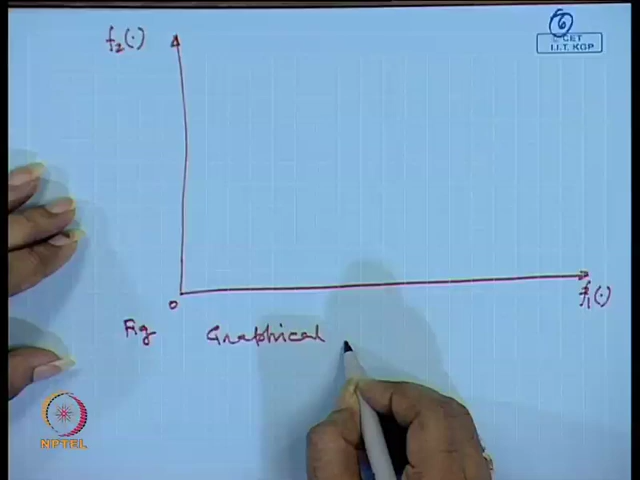 f₂(·)
6
CET
I.I.T. KGP
0
f₁(·)
Fig Graphical
NPTEL